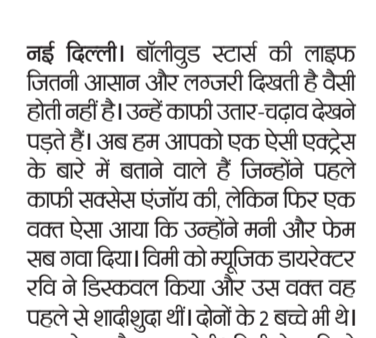 नई दिल्ली। बॉलीवुड स्टार्स की लाइफ
जितनी आसान और लग्जरी दिखती है वैसी
होती नहीं है। उन्हें काफी उतार-चढ़ाव देखने
पड़ते हैं। अब हम आपको एक ऐसी एक्ट्रेस
के बारे में बताने वाले हैं जिन्होंने पहले
काफी सक्सेस एंजॉय की, लेकिन फिर एक
वक्त ऐसा आया कि उन्होंने मनी और फेम
सब गवा दिया। विमी को म्यूजिक डायरेक्टर
रवि ने डिस्कवल किया और उस वक्त वह
पहले से शादीशुदा थीं। दोनों के 2 बच्चे भी थे।